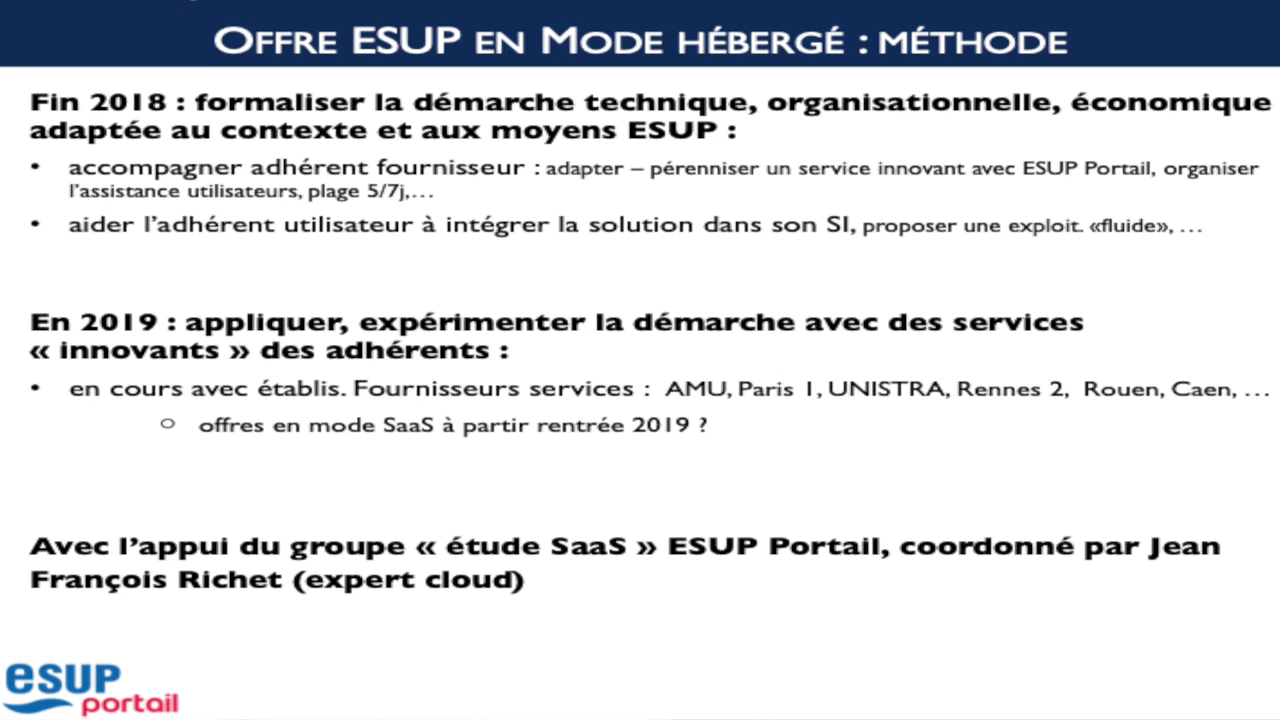 OFFRE ESUP EN MODE HÉBERGÉ : MÉTHODE
Fin 2018 : formaliser la démarche technique, organisationnelle, économique
adaptée au contexte et aux moyens ESUP :
• accompagner adhérent fournisseur : adapter – pérenniser un service innovant avec ESUP Portail, organiser
l'assistance utilisateurs, plage 5/7j,…
• aider l'adhérent utilisateur à intégrer la solution dans son SI, proposer une exploit. «fluide», …
En 2019 : appliquer, expérimenter la démarche avec des services
« innovants » des adhérents :
• en cours avec établis. Fournisseurs services : AMU, Paris 1, UNISTRA, Rennes 2, Rouen, Caen, …
○ offres en mode SaaS à partir rentrée 2019 ?
Avec l'appui du groupe « étude SaaS » ESUP Portail, coordonné par Jean
François Richet (expert cloud)
esup
portail